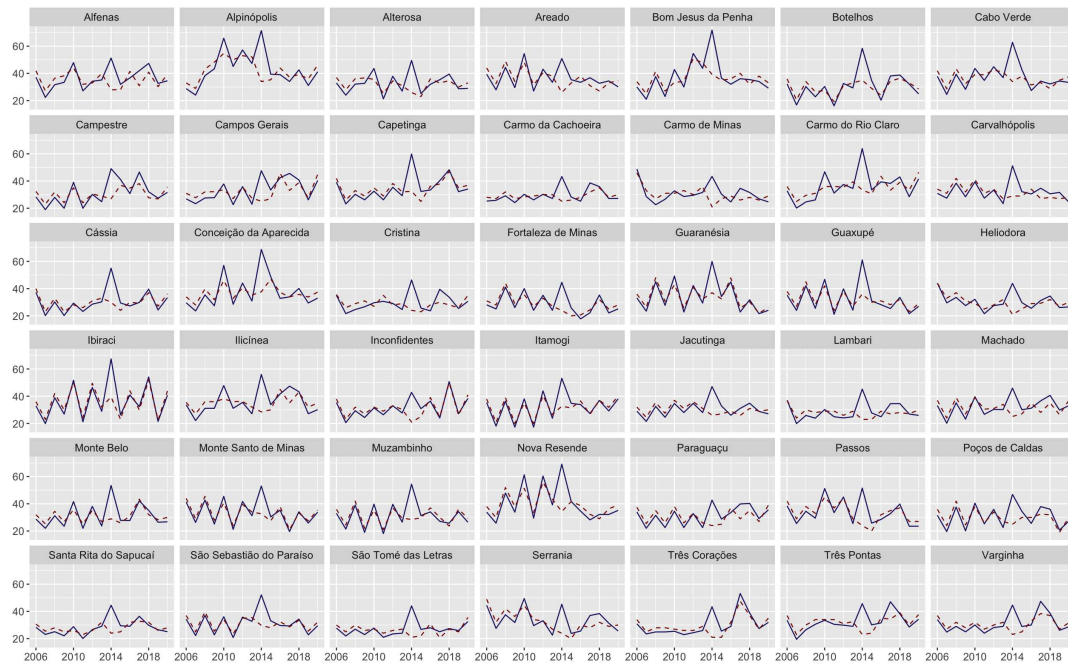 Alfenas Alpinópolis Alterosa Areado Bom Jesus da Penha Botelhos Cabo Verde
60
40
20
Campestre Campos Gerais Capetinga Carmo da Cachoeira Carmo de Minas Carmo do Rio Claro Carvalhópolis
60
40
20
Cássia Conceição da Aparecida Cristina Fortaleza de Minas Guaranésia Guaxupé Heliodora
60
40
20
Ibiraci Ilicínea Inconfidentes Itamogi Jacutinga Lambari Machado
60
40
20
Monte Belo Monte Santo de Minas Muzambinho Nova Resende Paraguaçu Passos Poços de Caldas
60
40
20
Santa Rita do Sapucaí São Sebastião do Paraíso São Tomé das Letras Serrania Três Corações Três Pontas Varginha
60
40
20
2006 2010 2014 2018 2006 2010 2014 2018 2006 2010 2014 2018 2006 2010 2014 2018 2006 2010 2014 2018 2006 2010 2014 2018 2006 2010 2014 2018